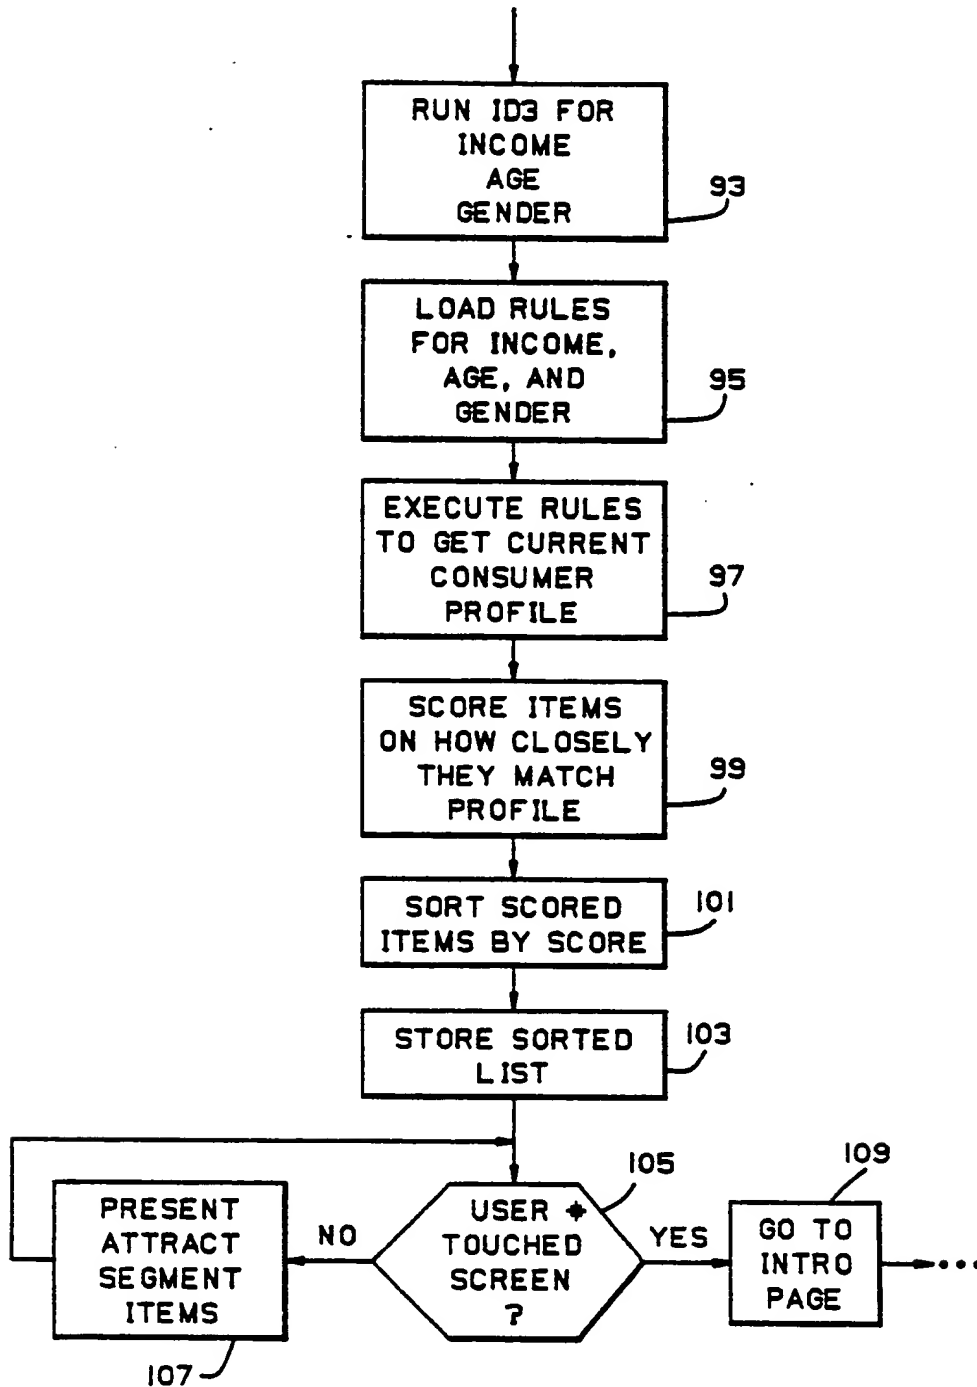 RUN ID3 FOR
INCOME
AGE
GENDER
93
LOAD RULES
FOR INCOME,
AGE, AND
GENDER
95
EXECUTE RULES
TO GET CURRENT
CONSUMER
PROFILE
97
SCORE ITEMS
ON HOW CLOSELY
THEY MATCH
PROFILE
99
SORT SCORED
ITEMS BY SCORE
101
STORE SORTED
LIST
103
PRESENT
ATTRACT
SEGMENT
ITEMS
107
NO
USER *
TOUCHED
SCREEN
?
105
YES
GO TO
INTRO
PAGE
109
•••